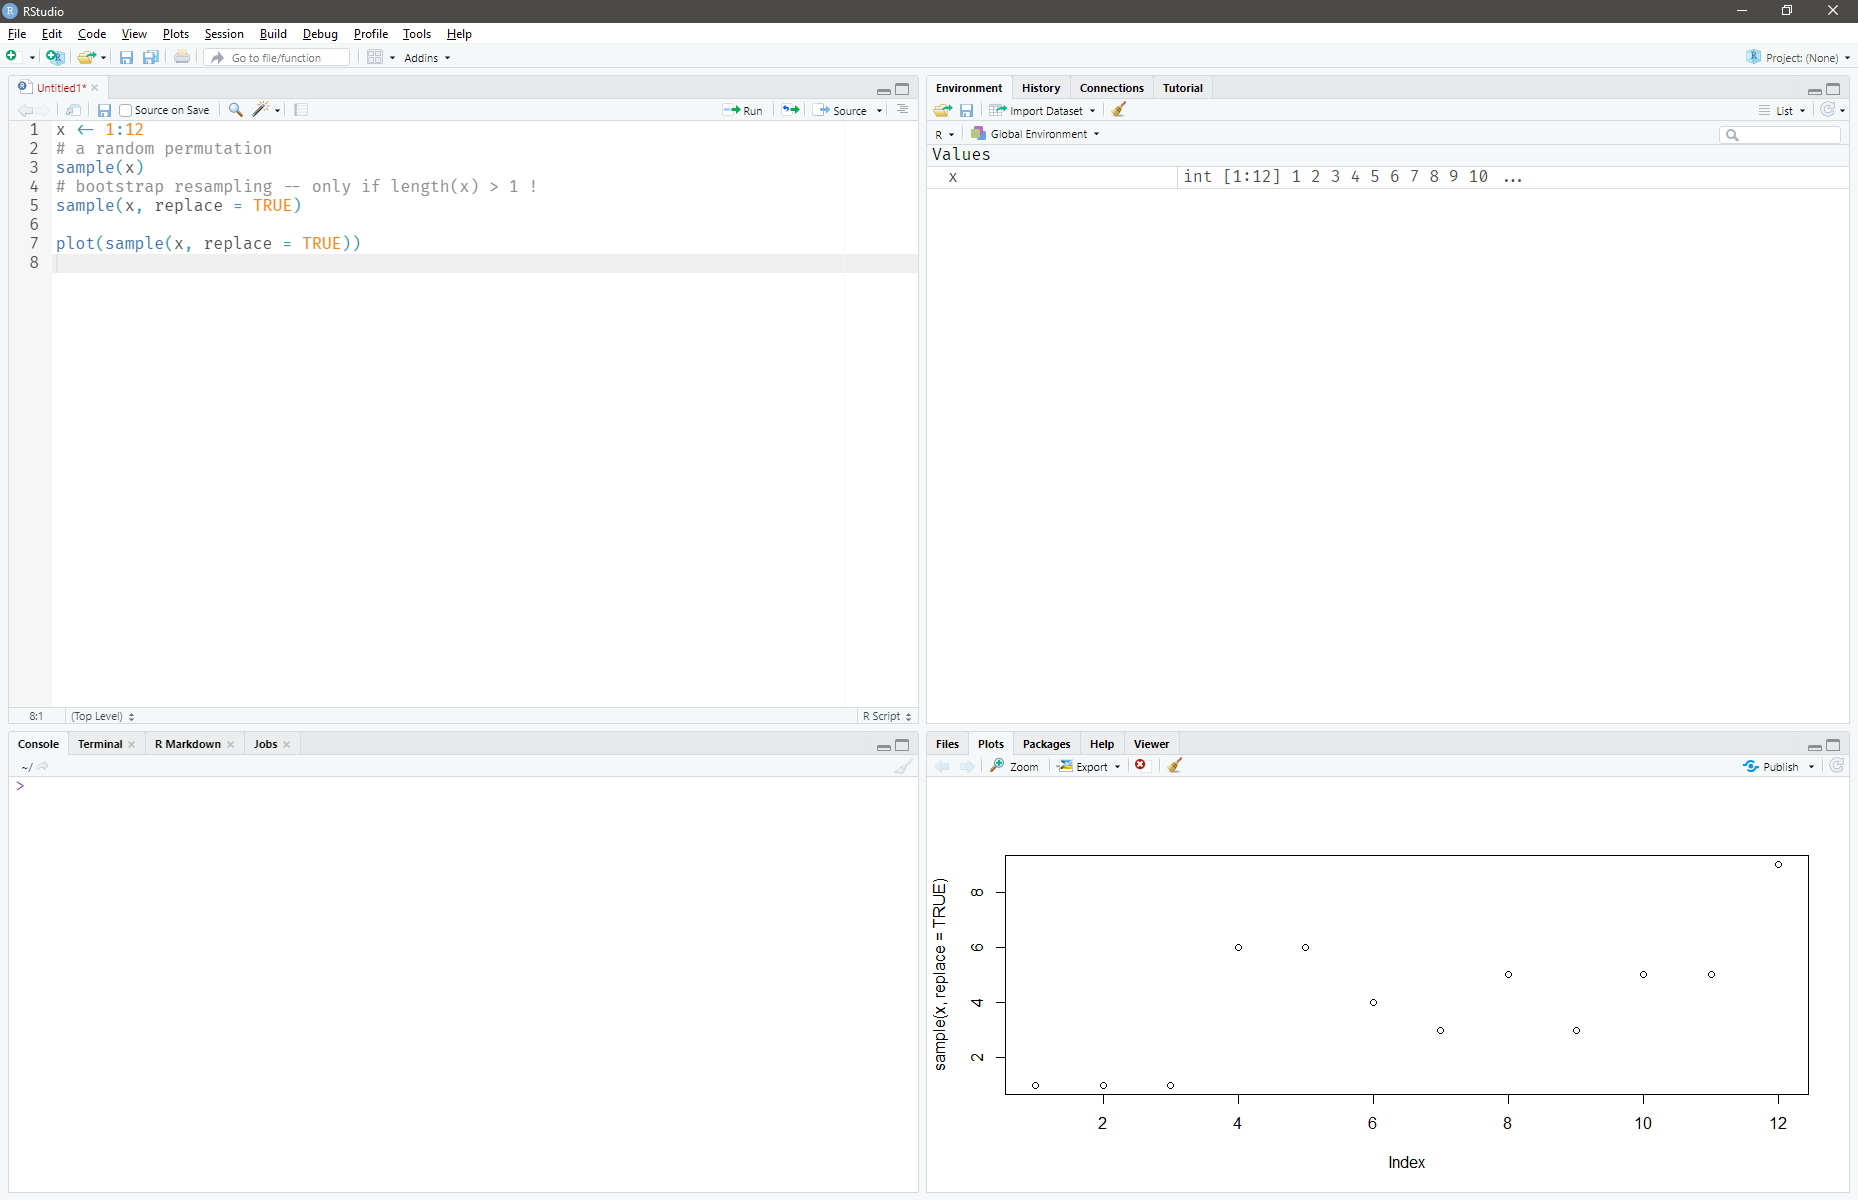 RStudio
File Edit Code View Plots Session Build Debug Profile Tools Help
Go to file/function Addins Project: (None)
Untitled1*
Source on Save Run Source
1 x <- 1:12
2 # a random permutation
3 sample(x)
4 # bootstrap resampling -- only if length(x) > 1 !
5 sample(x, replace = TRUE)
6
7 plot(sample(x, replace = TRUE))
8
8:1 (Top Level) R Script
Environment History Connections Tutorial
Import Dataset List
R Global Environment
Values
x int [1:12] 1 2 3 4 5 6 7 8 9 10 ...
Console Terminal R Markdown Jobs
~/
>
Files Plots Packages Help Viewer
Zoom Export Publish
sample(x, replace = TRUE)
8
6
4
2
2 4 6 8 10 12
Index